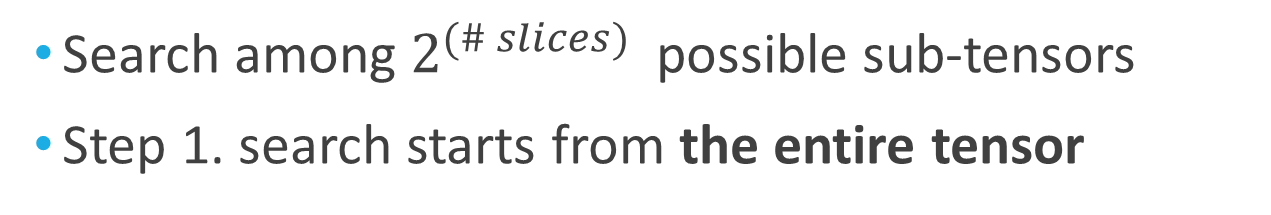 • Search among 2^(# slices) possible sub-tensors
• Step 1. search starts from the entire tensor